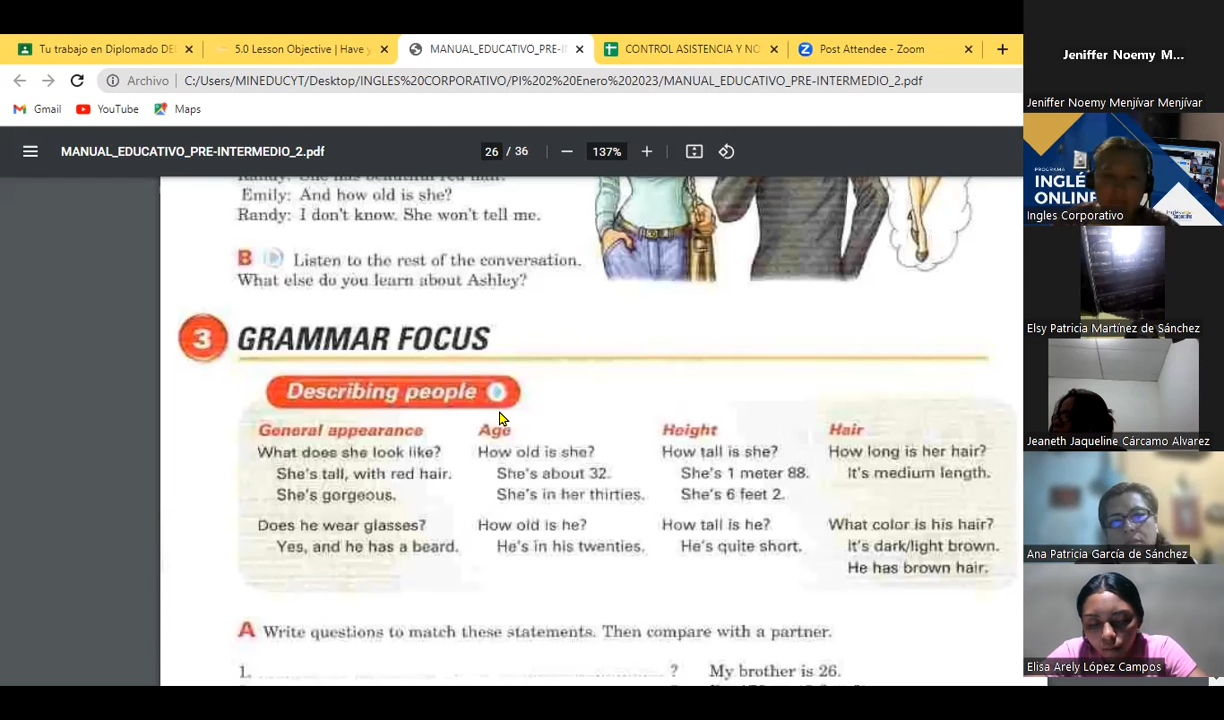 Tu trabajo en Diplomado DE
5.0 Lesson Objective | Have y
MANUAL_EDUCATIVO_PRE-IN
CONTROL ASISTENCIA Y NO
Post Attendee - Zoom
Archivo
C:/Users/MINEDUCYT/Desktop/INGLES%20CORPORATIVO/PI%202%20Enero%202023/MANUAL_EDUCATIVO_PRE-INTERMEDIO_2.pdf
Gmail
YouTube
Maps
MANUAL_EDUCATIVO_PRE-INTERMEDIO_2.pdf
26 / 36
137%
Randy: She has beautiful red hair.
Emily: And how old is she?
Randy: I don't know. She won't tell me.
B Listen to the rest of the conversation.
What else do you learn about Ashley?
3 GRAMMAR FOCUS
Describing people
General appearance
What does she look like?
She's tall, with red hair.
She's gorgeous.
Does he wear glasses?
Yes, and he has a beard.
Age
How old is she?
She's about 32.
She's in her thirties.
How old is he?
He's in his twenties.
Height
How tall is she?
She's 1 meter 88.
She's 6 feet 2.
How tall is he?
He's quite short.
Hair
How long is her hair?
It's medium length.
What color is his hair?
It's dark/light brown.
He has brown hair.
A Write questions to match these statements. Then compare with a partner.
1. ? My brother is 26.
Jeniffer Noemy M...
Jeniffer Noemy Menjívar Menjívar
PROGRAMA
INGLÉ
ONLIN
Ingles Corporativo
Elsy Patricia Martínez de Sánchez
Jeaneth Jaqueline Cárcamo Alvarez
Ana Patricia García de Sánchez
Elisa Arely López Campos